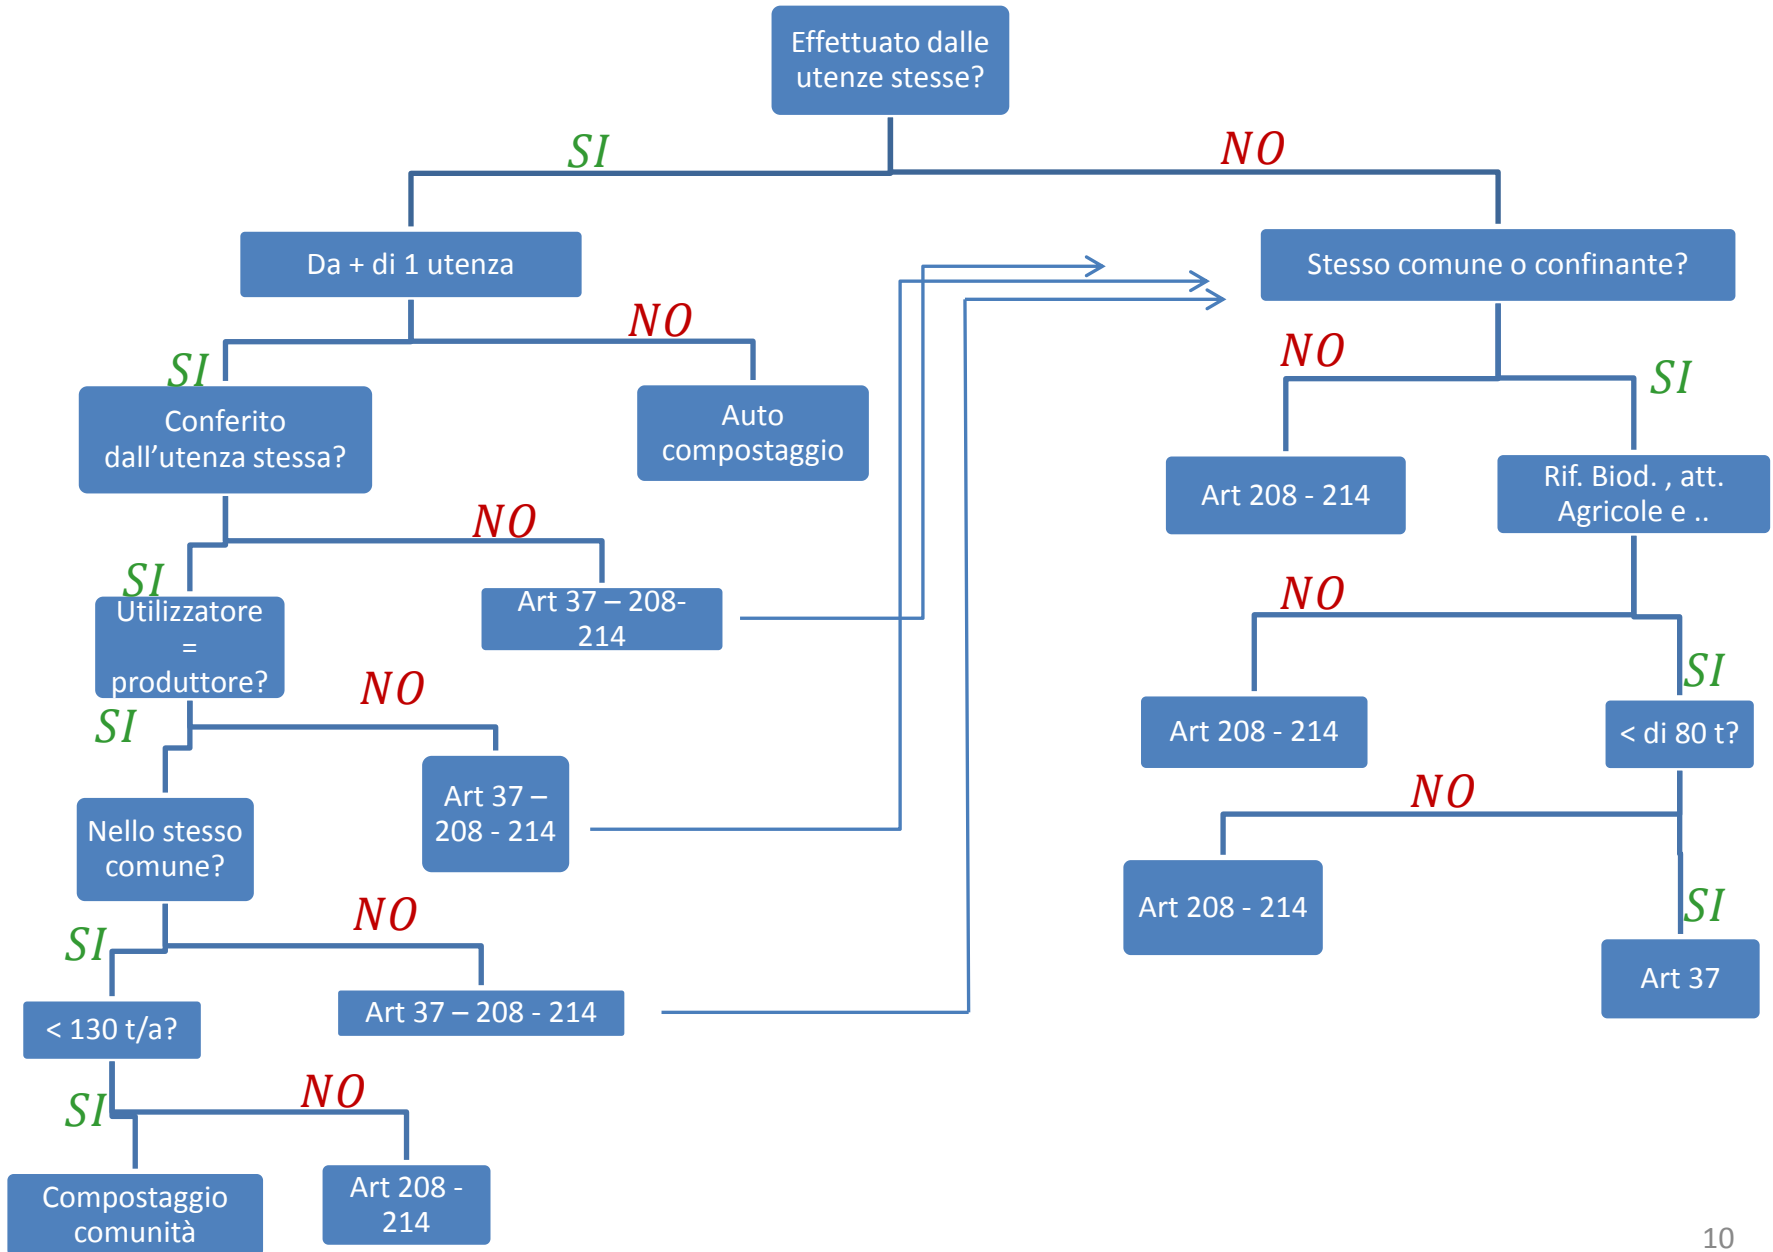 Effettuato dalle
utenze stesse?
SI
NO
Da + di 1 utenza
Stesso comune o confinante?
SI
NO
NO
SI
Conferito
dall'utenza stessa?
Auto
compostaggio
Art 208 - 214
Rif. Biod. , att.
Agricole e ..
SI
NO
NO
SI
Utilizzatore
=
produttore?
Art 37 – 208-
214
Art 208 - 214
< di 80 t?
SI
NO
NO
SI
Nello stesso
comune?
Art 37 –
208 - 214
Art 208 - 214
Art 37
SI
NO
< 130 t/a?
Art 37 – 208 - 214
SI
NO
Compostaggio
comunità
Art 208 -
214
10